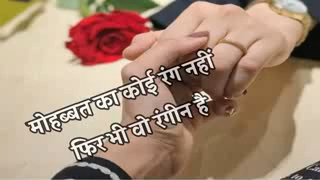 मोहब्बत का कोई रंग नहीं
फिर भी वो रंगीन है